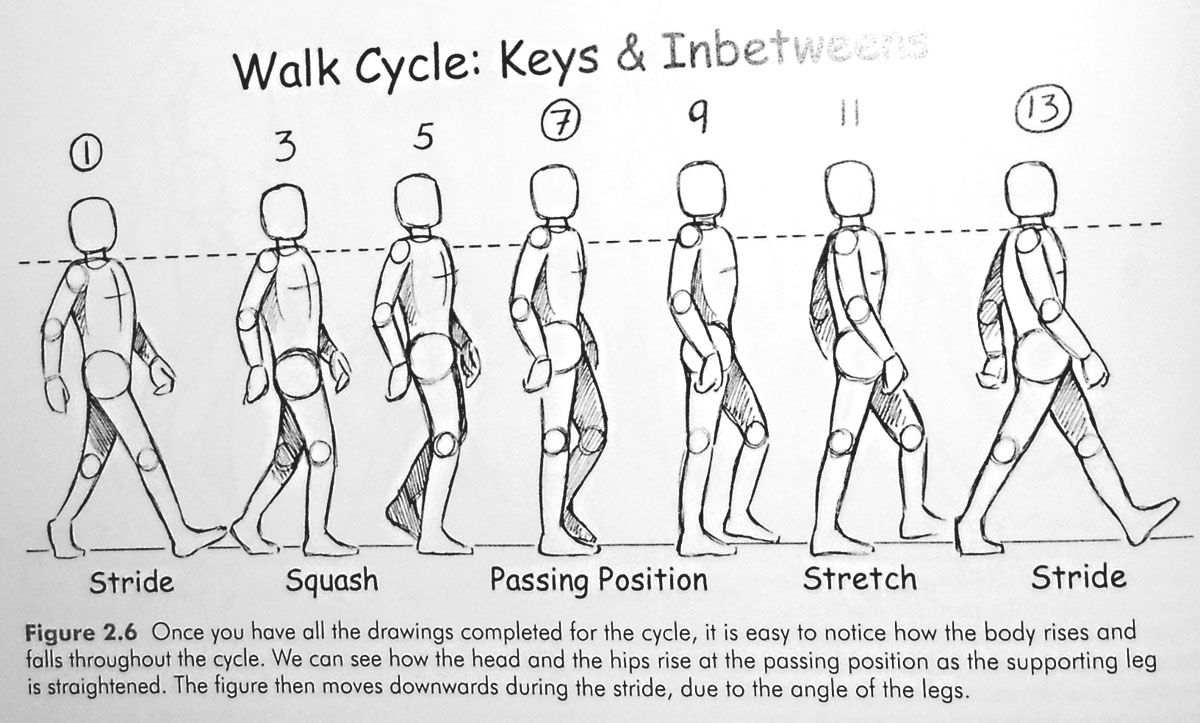 Walk Cycle: Keys & Inbetweens
1 3 5 7 9 11 13
Stride Squash Passing Position Stretch Stride
Figure 2.6 Once you have all the drawings completed for the cycle, it is easy to notice how the body rises and
falls throughout the cycle. We can see how the head and the hips rise at the passing position as the supporting leg
is straightened. The figure then moves downwards during the stride, due to the angle of the legs.